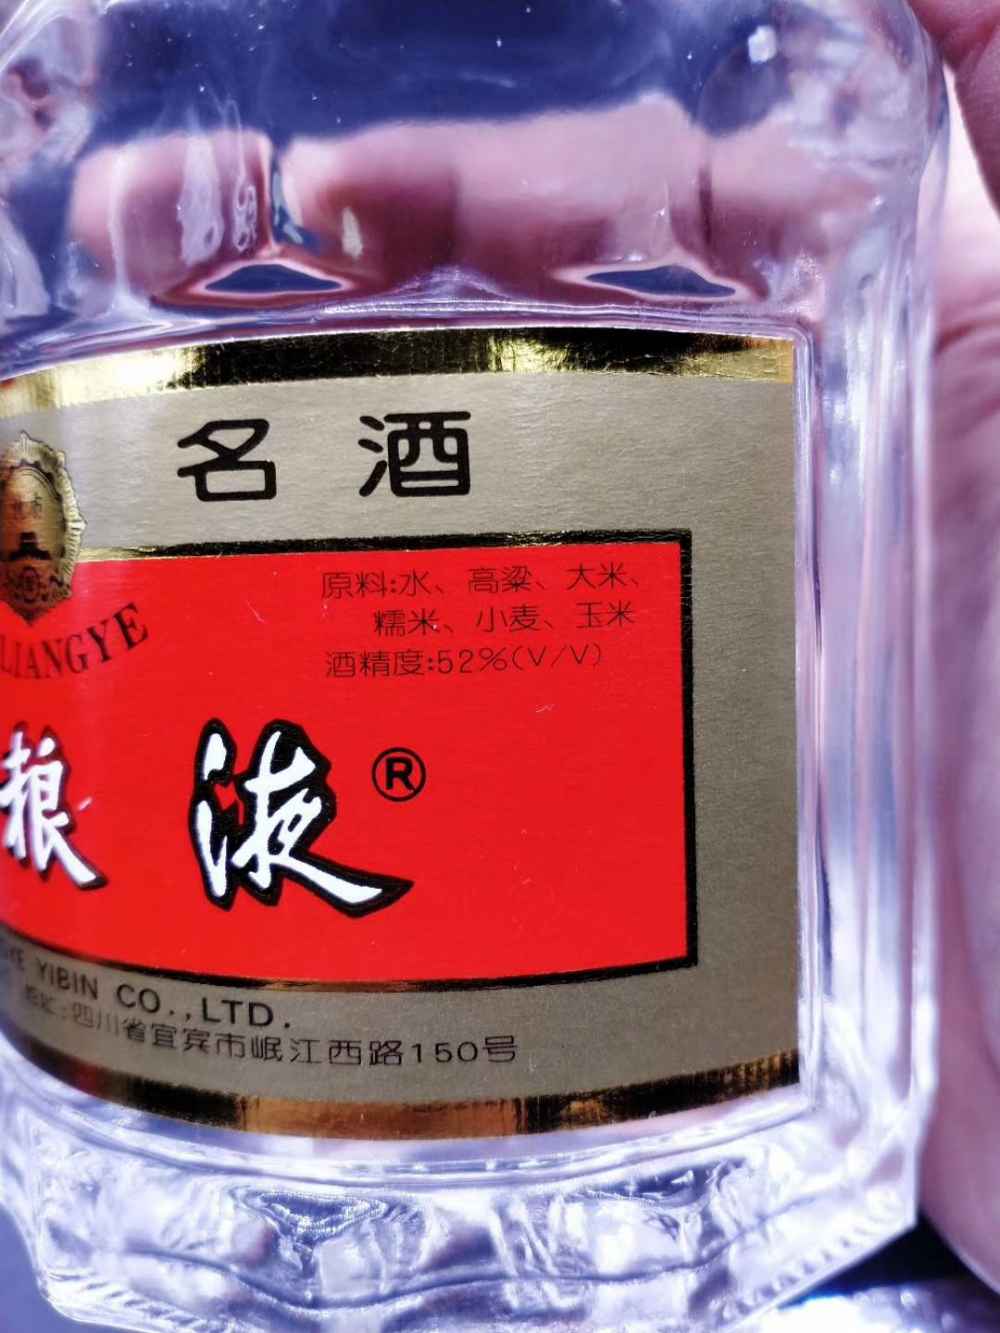 名酒
原料:水、高粱、大米、
糯米、小麦、玉米
酒精度:52%(V/V)
LIANGYE
粮液®
YIBIN CO.,LTD.
:四川省宜宾市岷江西路150号